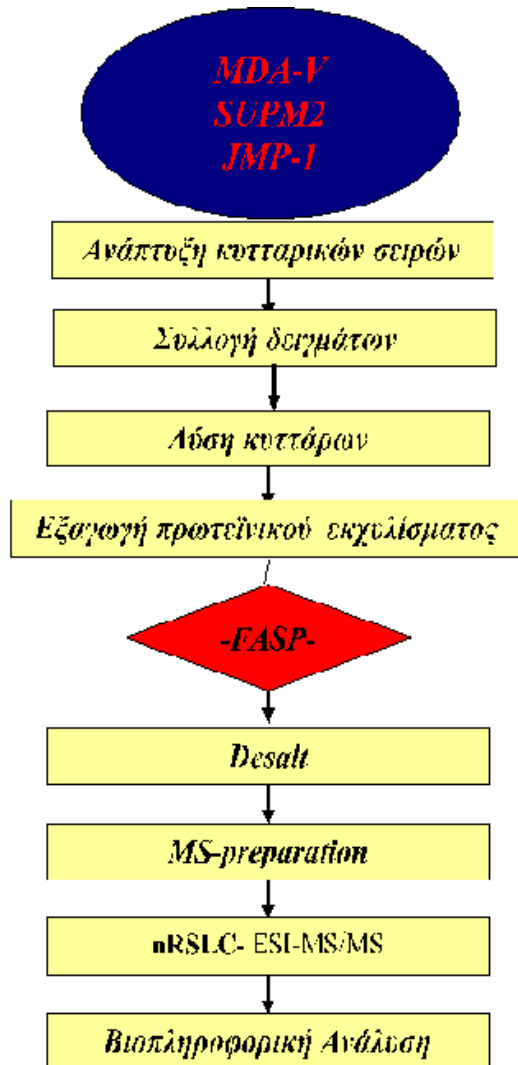 MDA-V
SUPM2
JMP-1
Ανάπτυξη κυτταρικών σειρών
Συλλογή δειγμάτων
Λύση κυττάρων
Εξαγωγή πρωτεϊνικού εκχυλίσματος
-FASP-
Desalt
MS-preparation
nRSLC- ESI-MS/MS
Βιοπληροφορική Ανάλυση